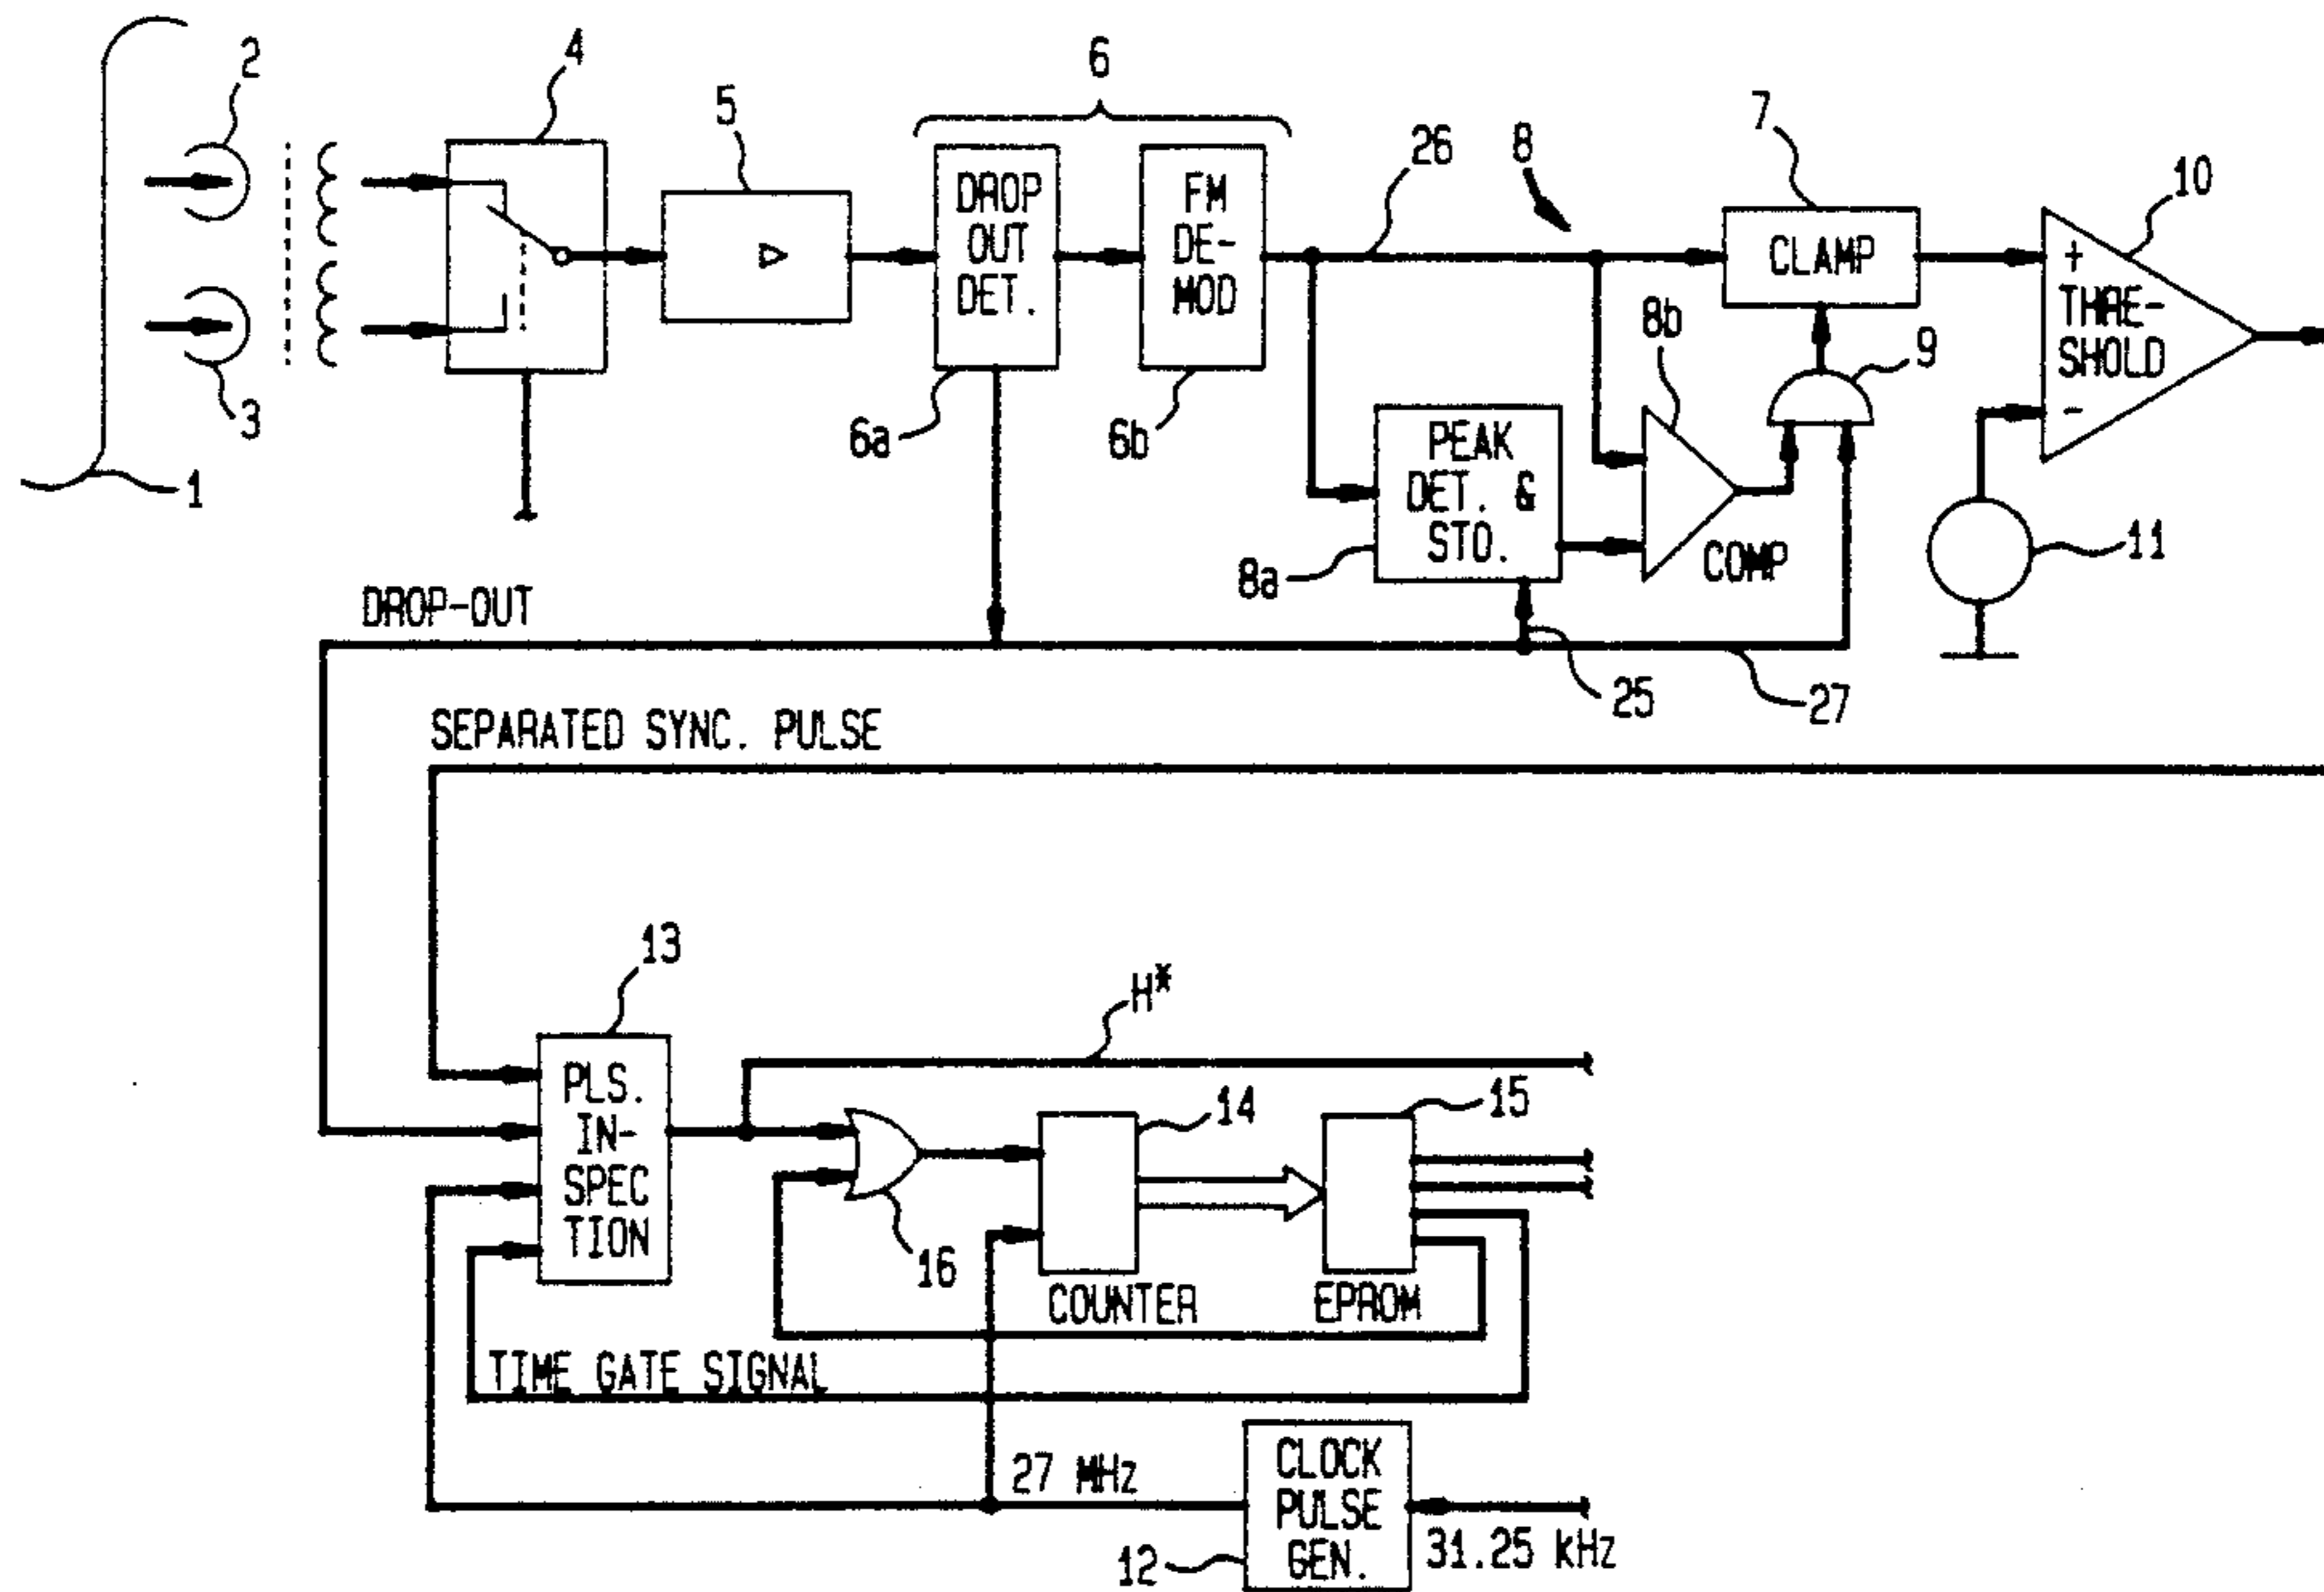 2
4
5
6
26
8
7
10
DROP
OUT
DET.
FM
DE-
MOD
CLAMP
+
THRE-
SHOLD
-
8b
9
3
6a
6b
1
PEAK
DET. &
STO.
8a
COMP
11
DROP-OUT
25
27
SEPARATED SYNC. PULSE
13
H*
PLS.
IN-
SPEC
TION
14
15
16
COUNTER
EPROM
TIME GATE SIGNAL
27 MHz
CLOCK
PULSE
GEN.
12
31.25 kHz